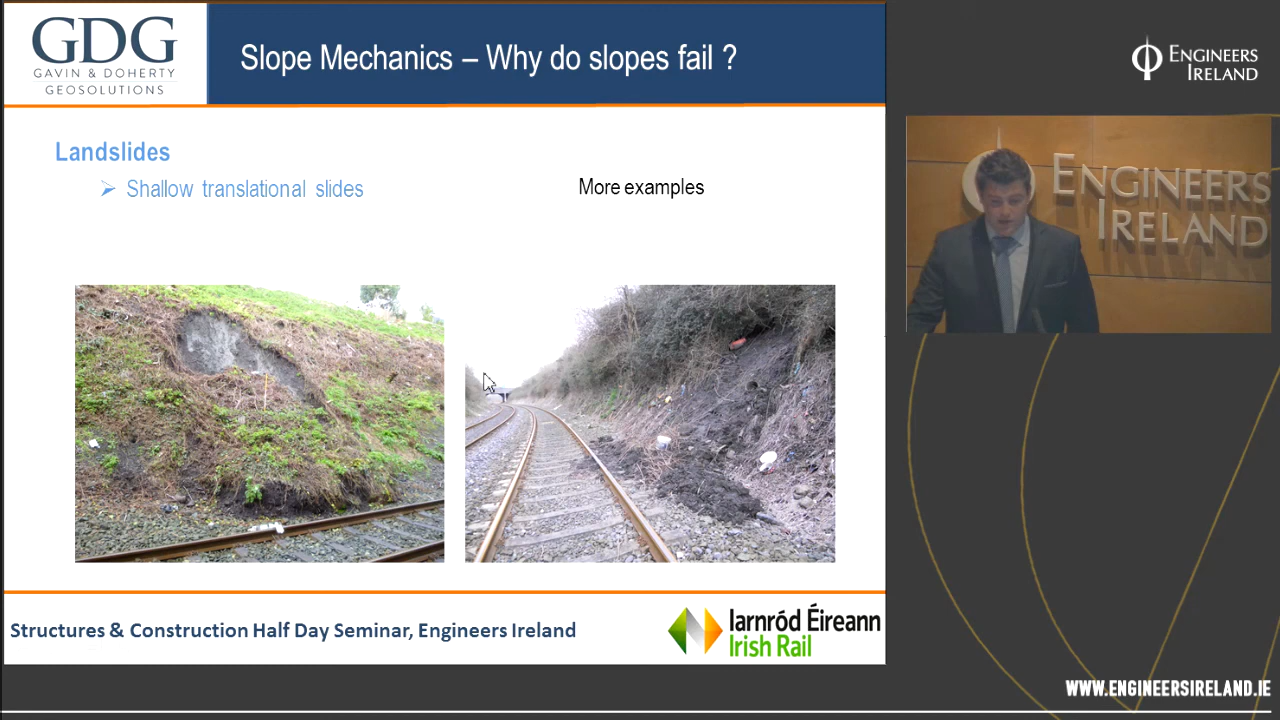 GDG
GAVIN & DOHERTY
GEOSOLUTIONS
Slope Mechanics – Why do slopes fail ?
ENGINEERS
IRELAND
Landslides
➢ Shallow translational slides
More examples
ENGINEERS
IRELAND
Structures & Construction Half Day Seminar, Engineers Ireland
Iarnród Éireann
Irish Rail
WWW.ENGINEERSIRELAND.IE